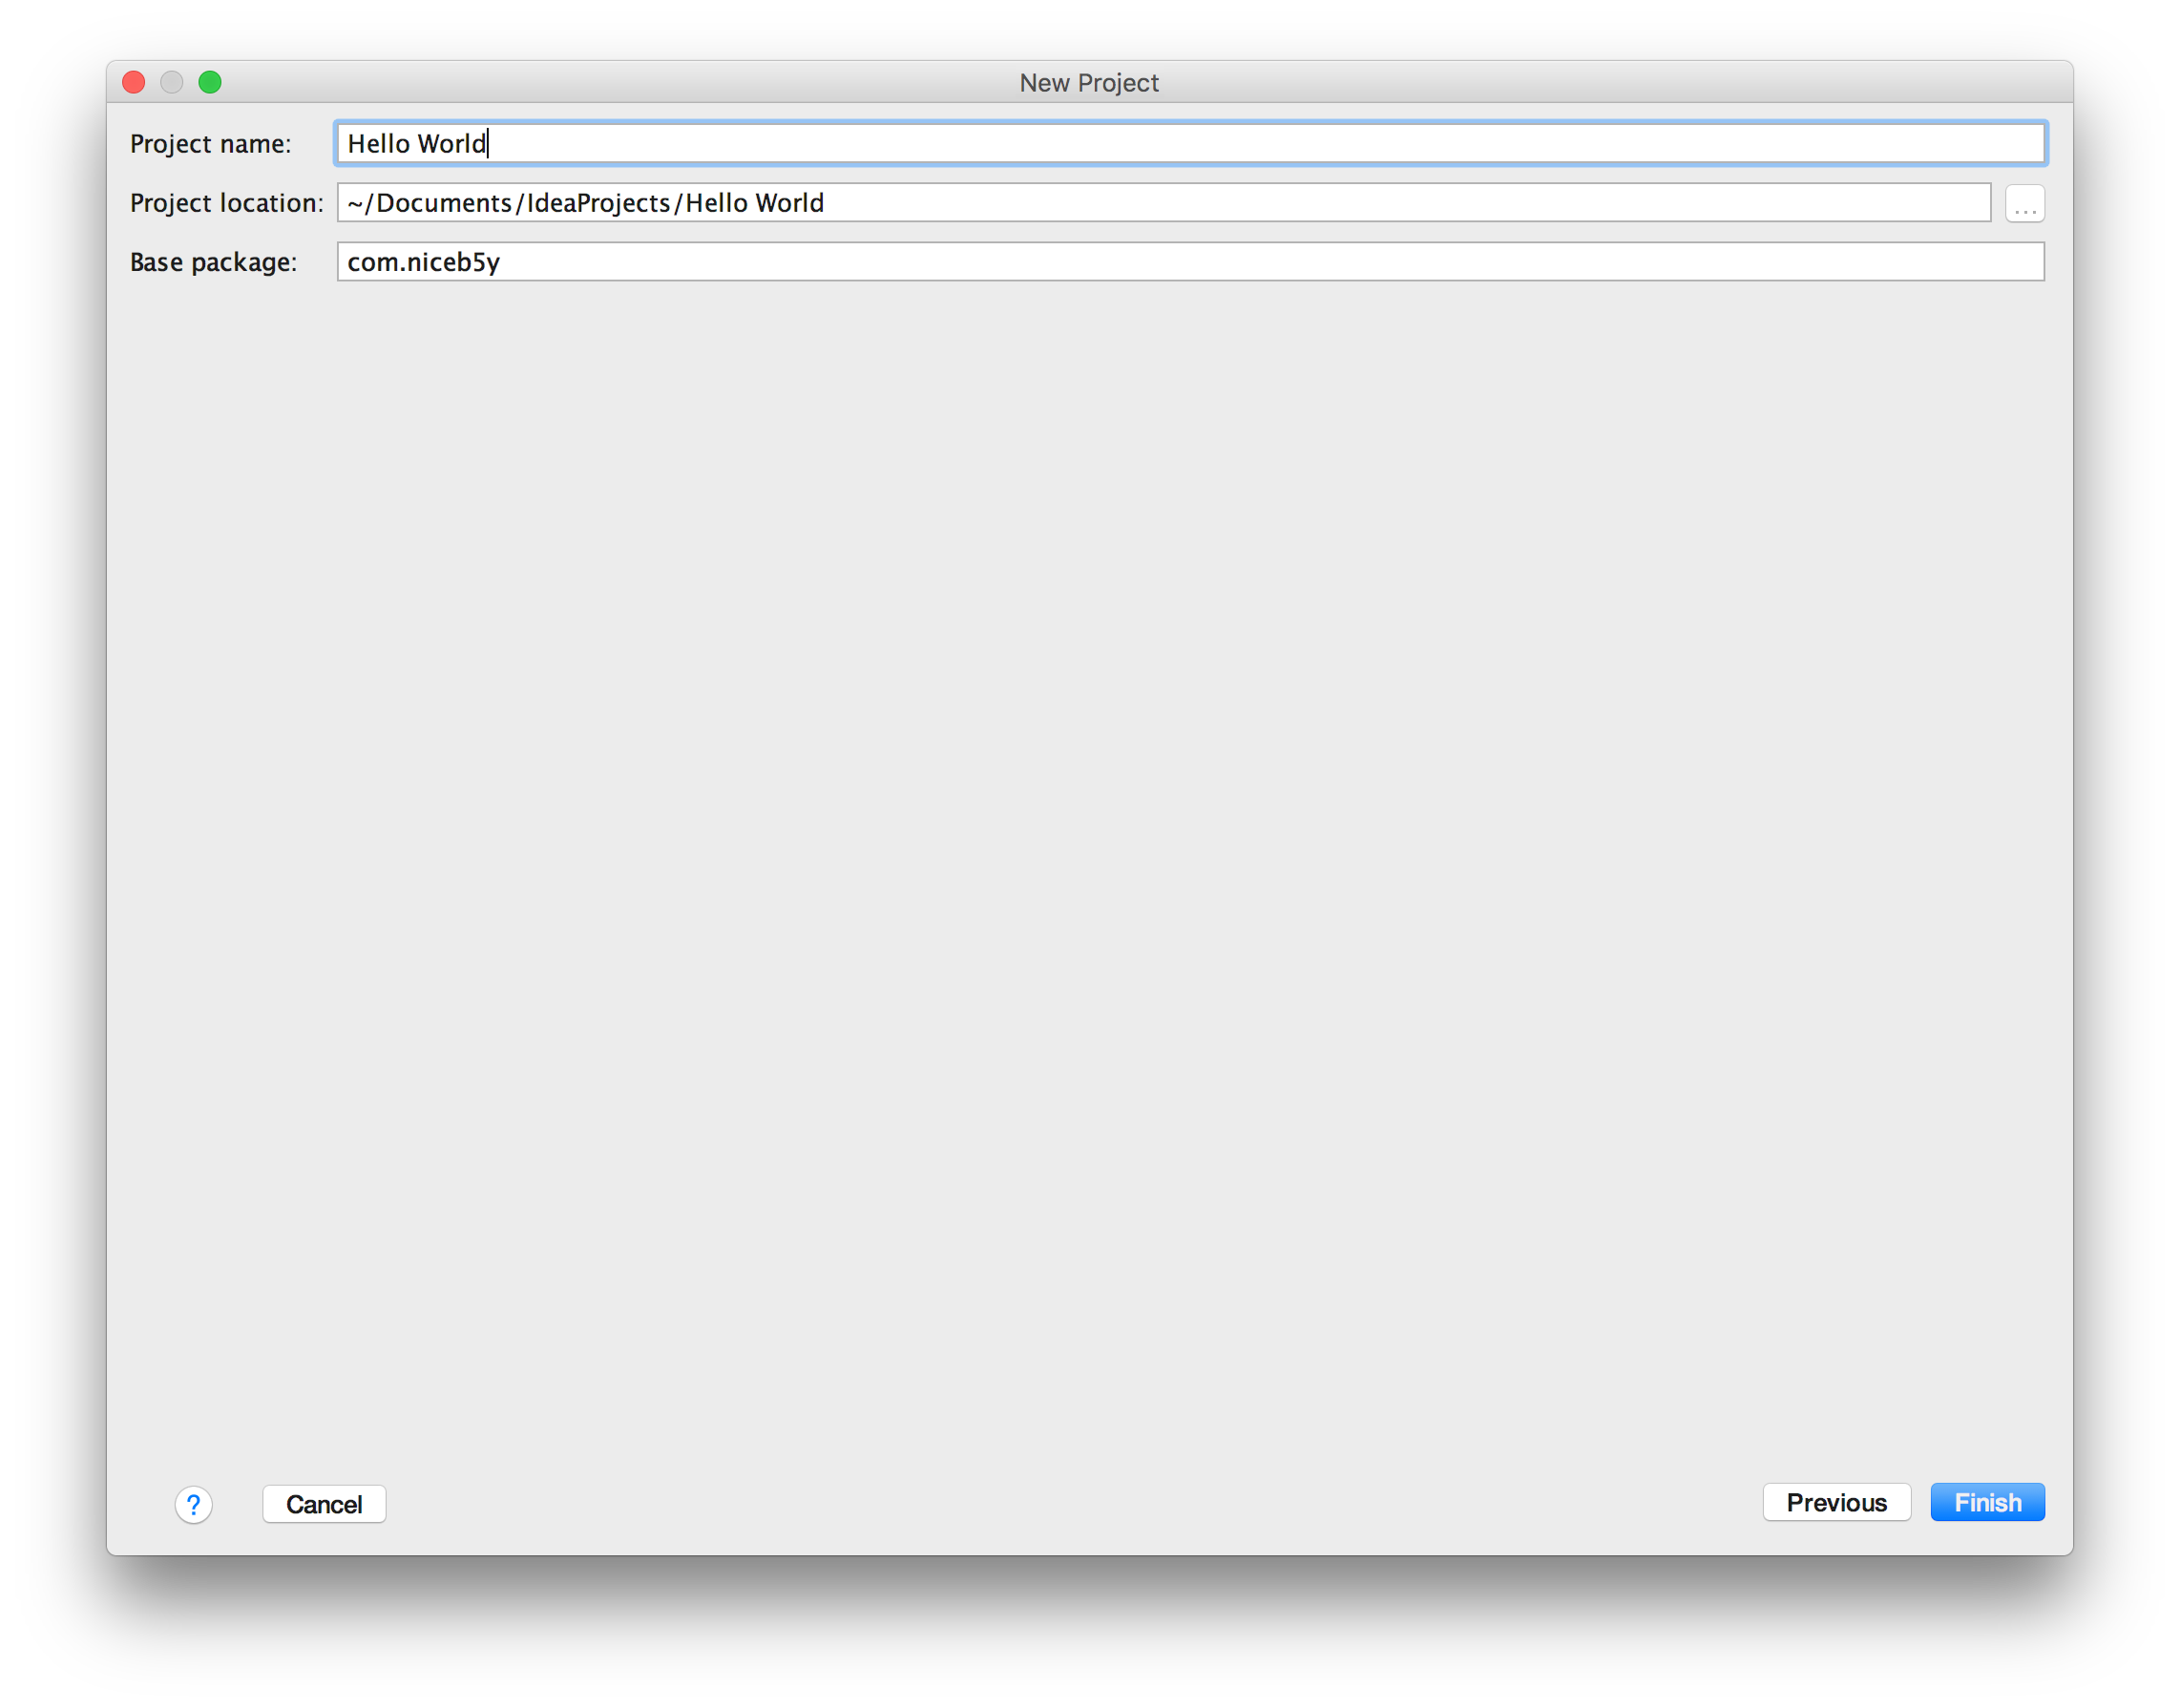 New Project
Project name: Hello World
Project location: ~/Documents/IdeaProjects/Hello World ...
Base package: com.niceb5y
? Cancel Previous Finish